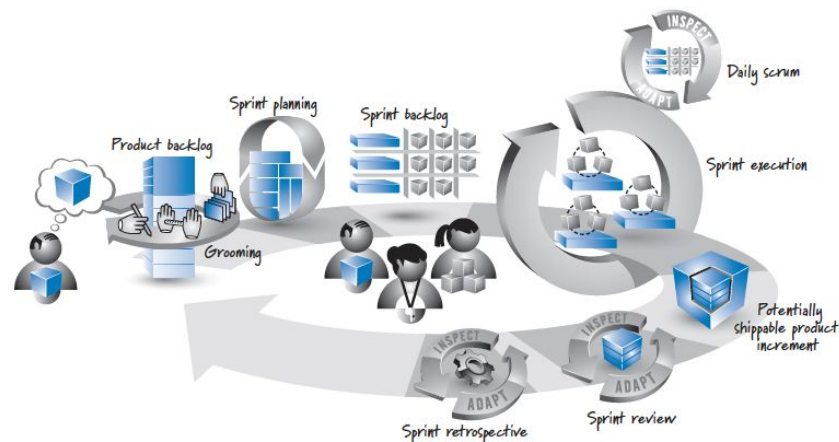 INSPECT
ADAPT
Daily scrum
Sprint planning
Sprint backlog
Product backlog
Sprint execution
Grooming
Potentially
shippable product
increment
INSPECT
ADAPT
Sprint review
INSPECT
ADAPT
Sprint retrospective